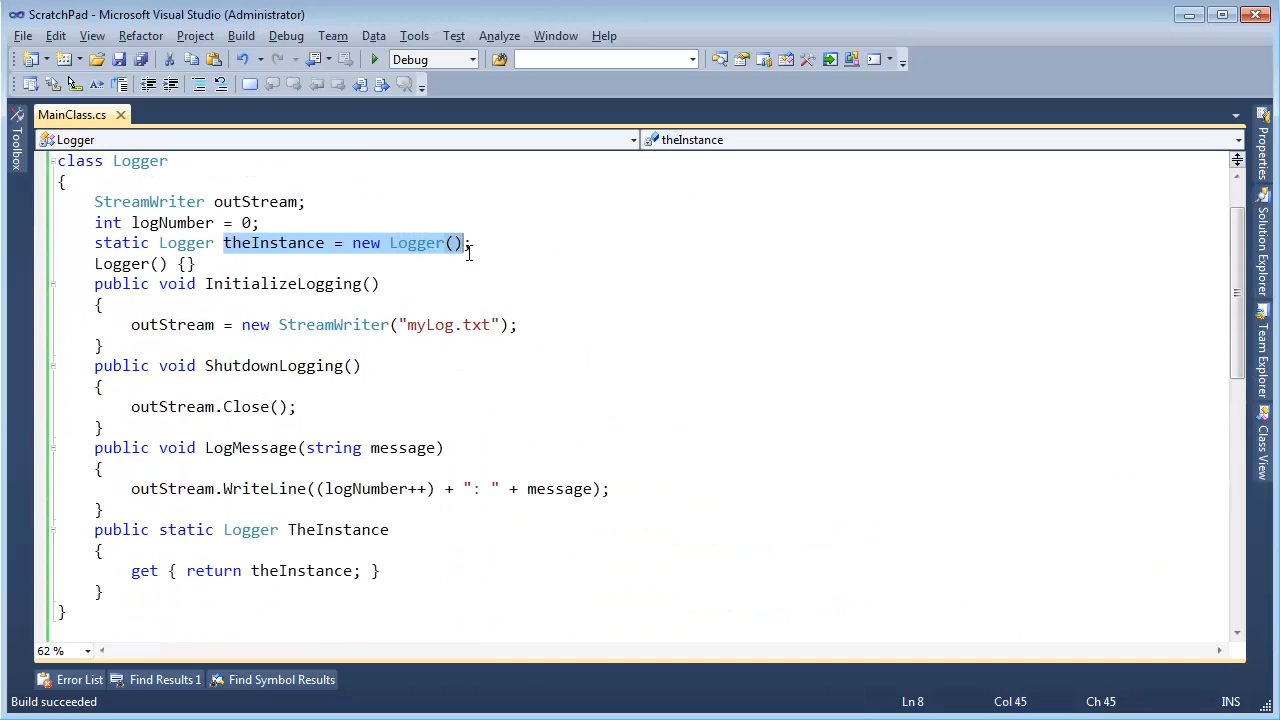 ScratchPad - Microsoft Visual Studio (Administrator)
File Edit View Refactor Project Build Debug Team Data Tools Test Analyze Window Help
Debug
MainClass.cs
Logger theInstance
class Logger
{
StreamWriter outStream;
int logNumber = 0;
static Logger theInstance = new Logger();
Logger() {}
public void InitializeLogging()
{
outStream = new StreamWriter("myLog.txt");
}
public void ShutdownLogging()
{
outStream.Close();
}
public void LogMessage(string message)
{
outStream.WriteLine((logNumber++) + ": " + message);
}
public static Logger TheInstance
{
get { return theInstance; }
}
}
62 %
Toolbox
Properties
Solution Explorer
Team Explorer
Class View
Error List Find Results 1 Find Symbol Results
Build succeeded Ln 8 Col 45 Ch 45 INS